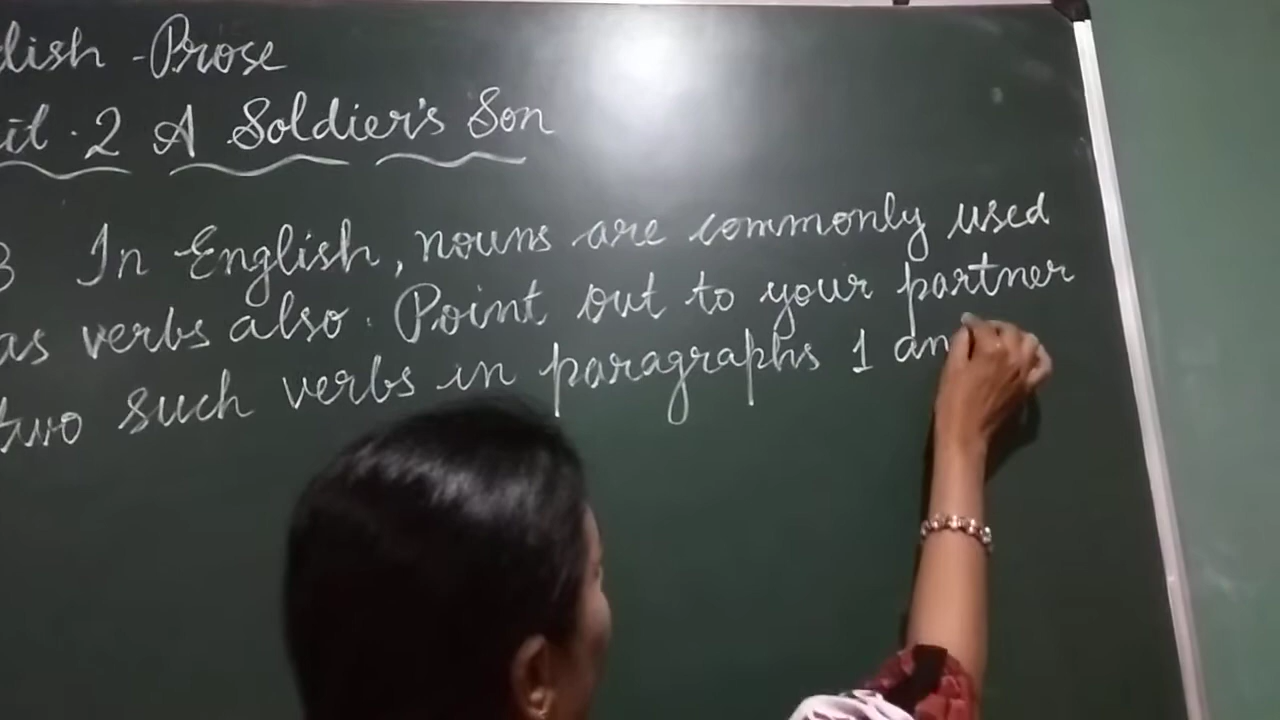 lish - Prose
it. 2 A Soldier's Son
3 In English, nouns are commonly used
as verbs also. Point out to your partner
two such verbs in paragraphs 1 an